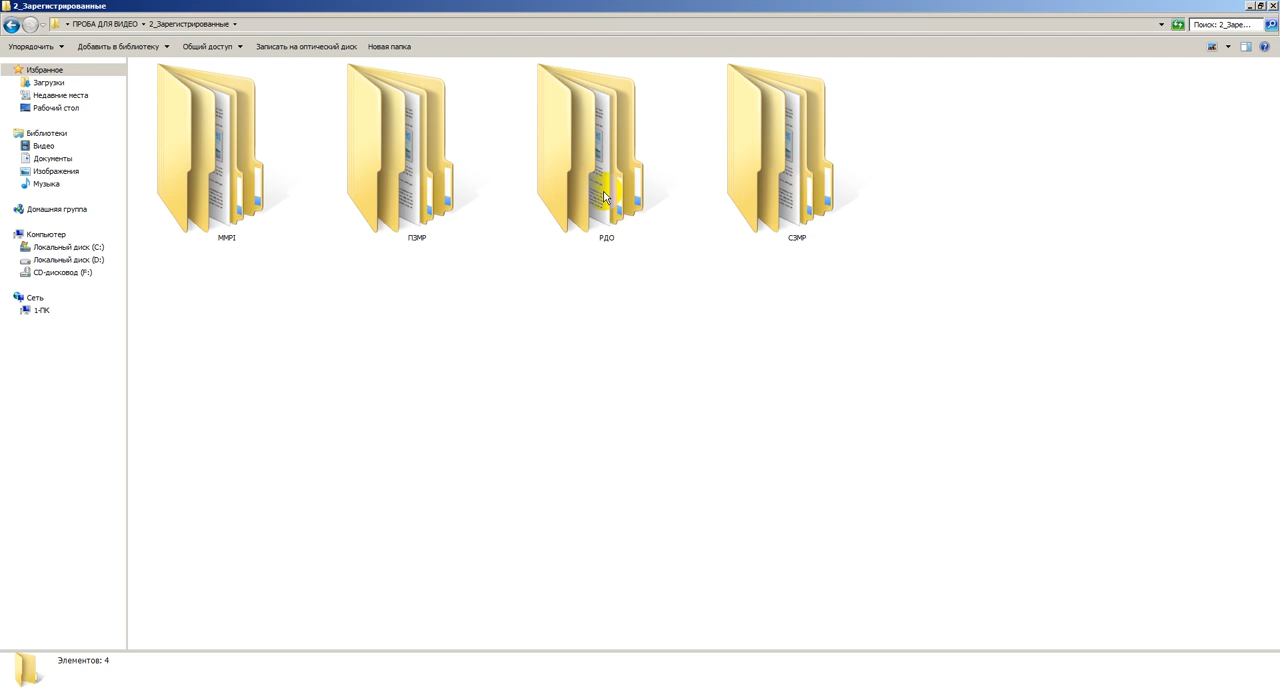 2_Зарегистрированные
ПРОБА ДЛЯ ВИДЕО 2_Зарегистрированные
Поиск: 2_Заре...
Упорядочить Добавить в библиотеку Общий доступ Записать на оптический диск Новая папка
Избранное
Загрузки
Недавние места
Рабочий стол
Библиотеки
Видео
Документы
Изображения
Музыка
Домашняя группа
Компьютер
Локальный диск (C:)
Локальный диск (D:)
CD-дисковод (F:)
Сеть
1-ПК
MMPI ПЗМР РДО СЗМР
Элементов: 4